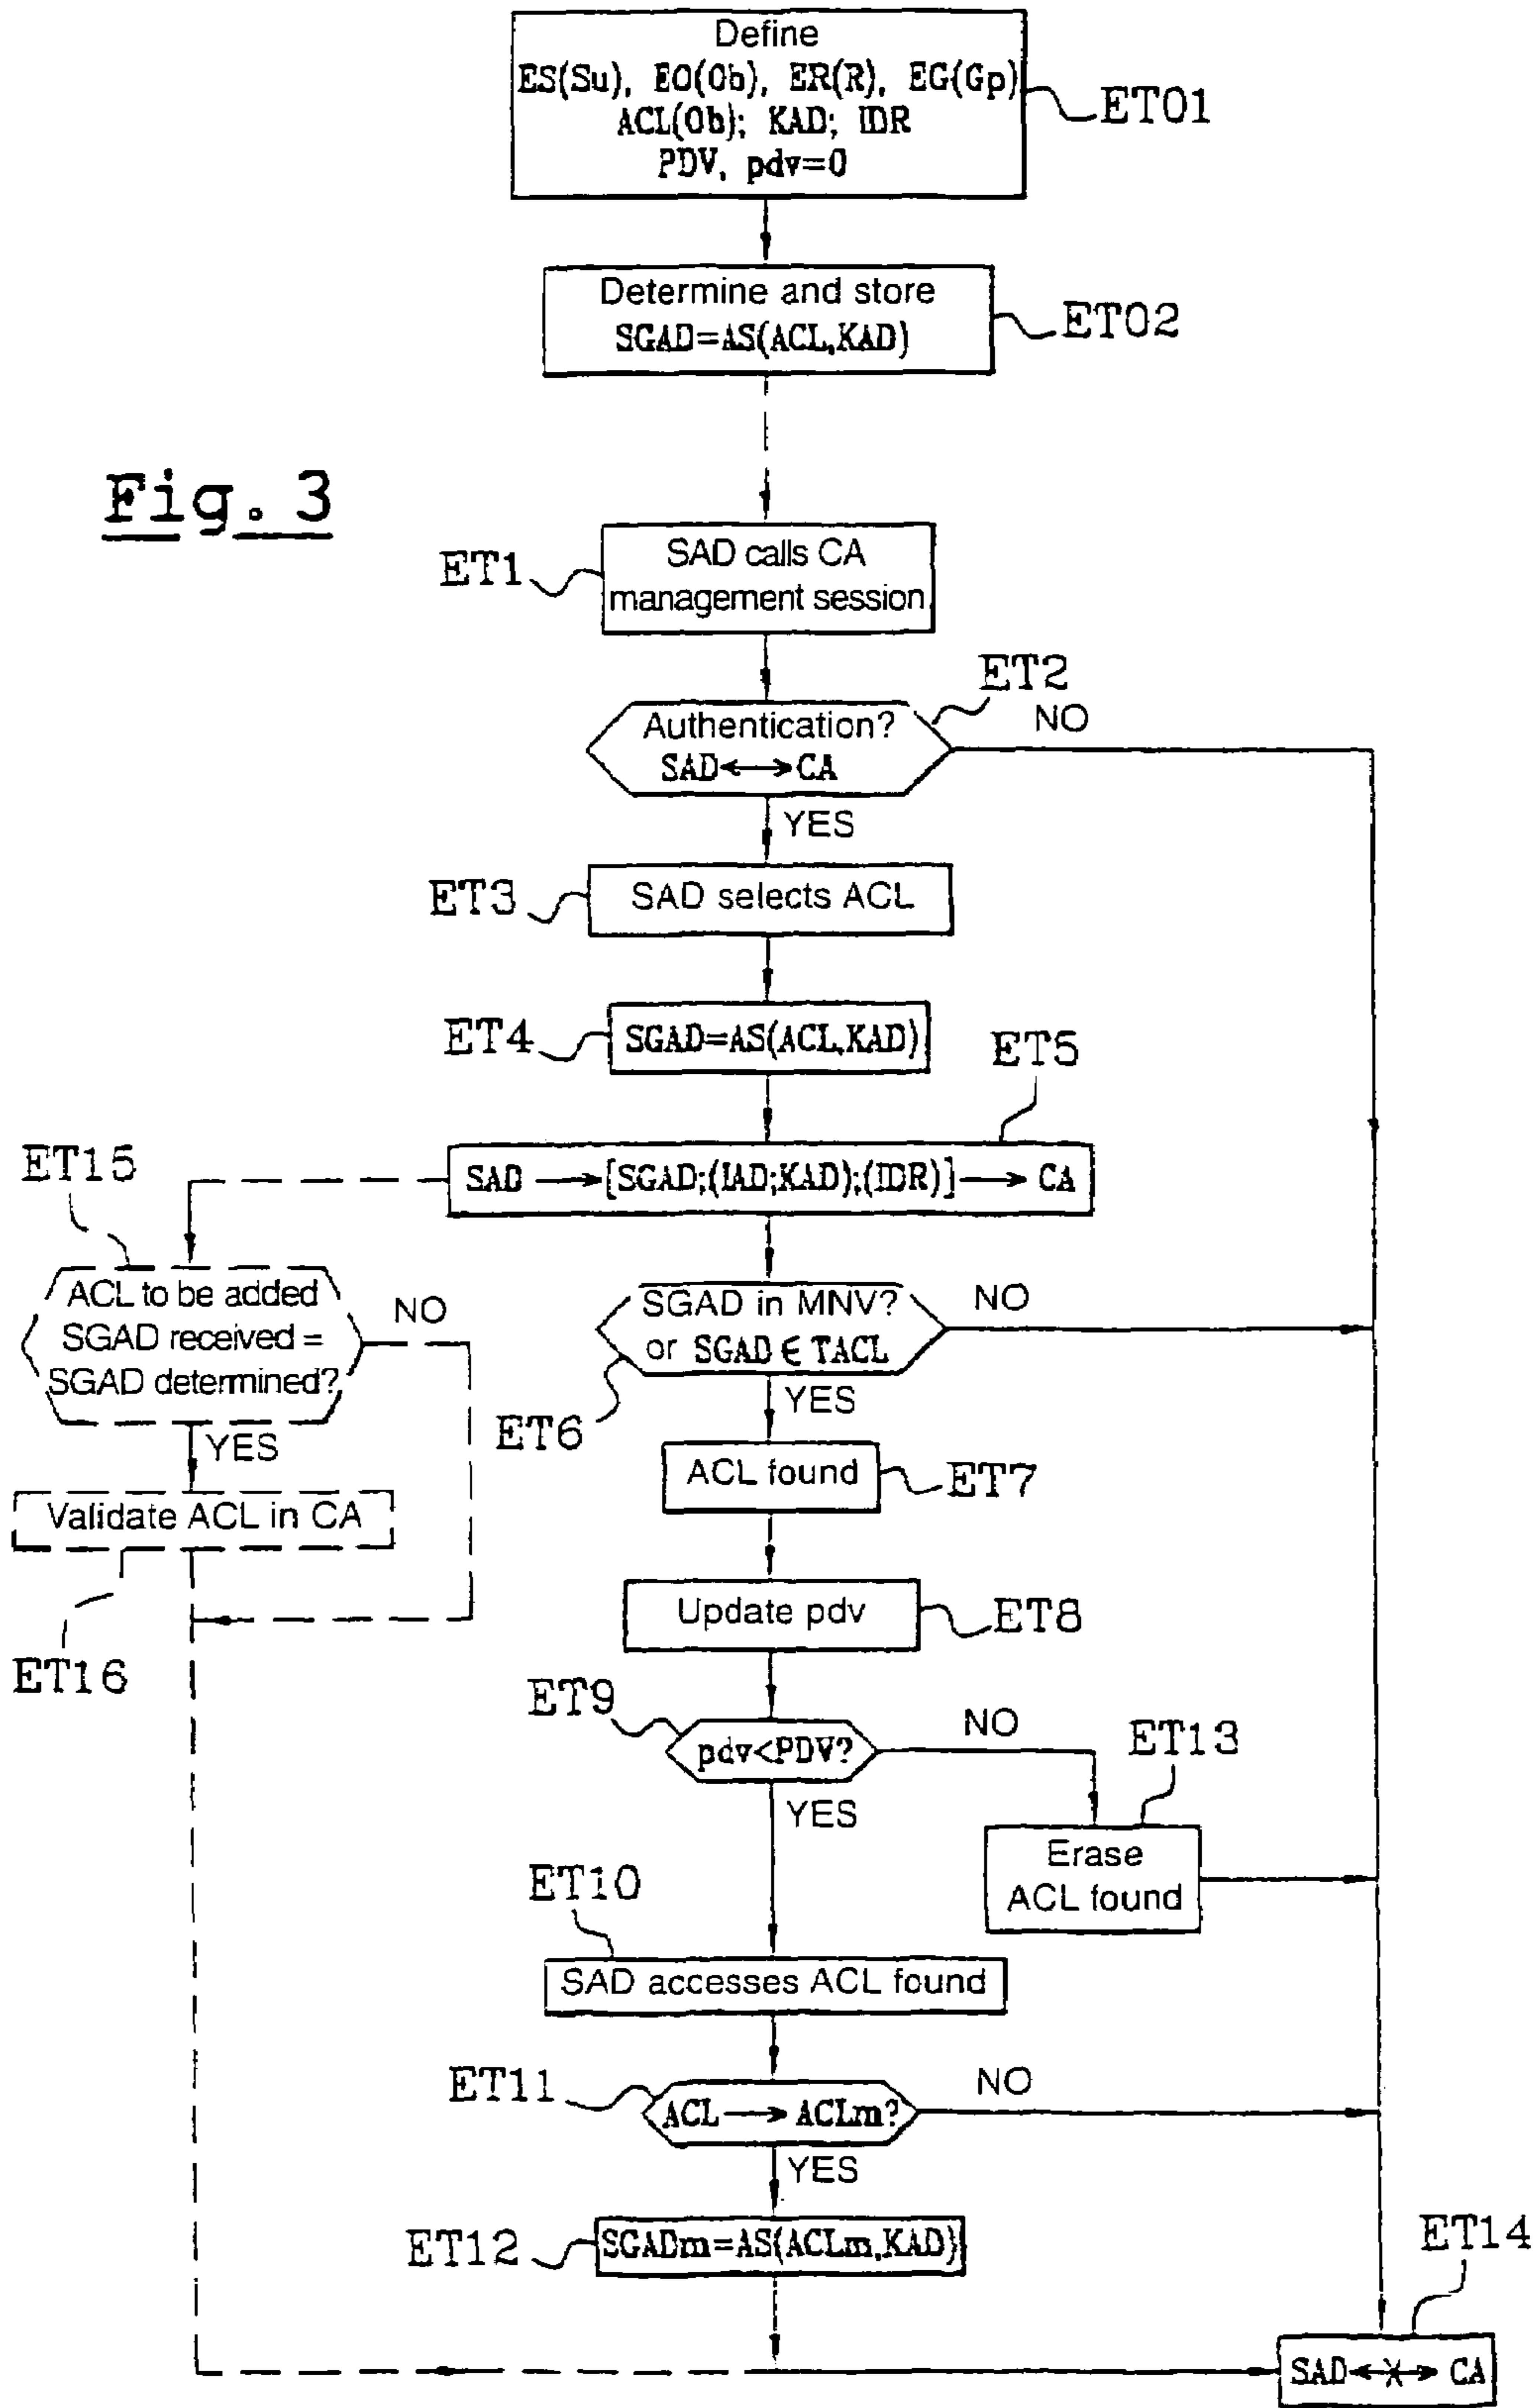 Define
ES(Su), EO(Ob), ER(R), EG(Gp)
ACL(Ob); KAD; IDR
PDV, pdv=0
ET01
Determine and store
SGAD=AS(ACL,KAD)
ET02
Fig. 3
SAD calls CA
management session
ET1
ET2
Authentication?
SAD⟷CA
NO
YES
ET3
SAD selects ACL
ET4
SGAD=AS(ACL,KAD)
ET5
SAD ⟶[SGAD;(IAD;KAD);(IDR)]⟶ CA
ET15
ACL to be added
SGAD received =
SGAD determined?
NO
YES
SGAD in MNV?
or SGAD ∈ TACL
NO
ET6
YES
ACL found
ET7
Validate ACL in CA
ET16
Update pdv
ET8
ET9
pdv<PDV?
NO
YES
ET13
Erase
ACL found
ET10
SAD accesses ACL found
ET11
ACL ⟶ ACLm?
NO
YES
ET12
SGADm=AS(ACLm,KAD)
ET14
SAD←X→ CA